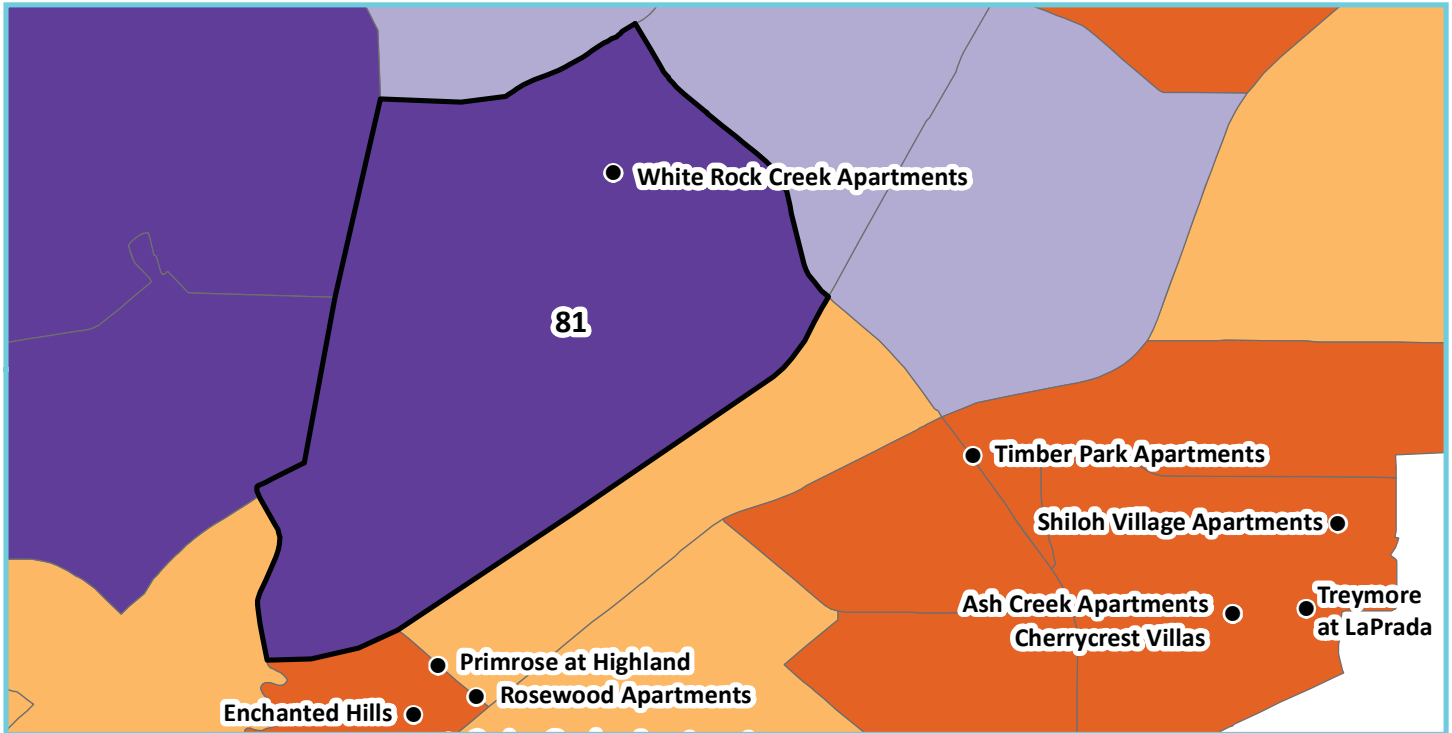 White Rock Creek Apartments
81
Timber Park Apartments
Shiloh Village Apartments
Ash Creek Apartments
Cherrycrest Villas
Treymore
at LaPrada
Primrose at Highland
Rosewood Apartments
Enchanted Hills